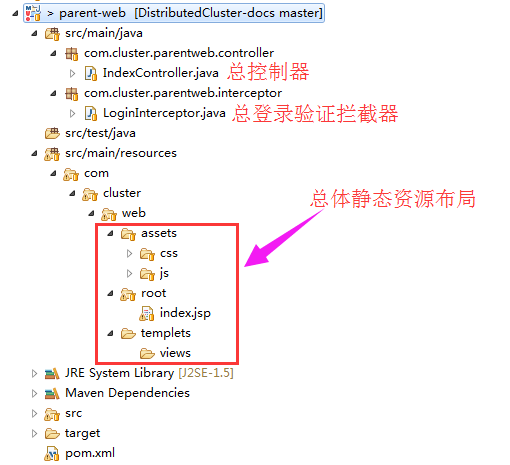 > parent-web [DistributedCluster-docs master]
src/main/java
com.cluster.parentweb.controller
IndexController.java 总控制器
com.cluster.parentweb.interceptor
LoginInterceptor.java 总登录验证拦截器
src/test/java
src/main/resources
com
cluster
总体静态资源布局
web
assets
css
js
root
index.jsp
templets
views
JRE System Library [J2SE-1.5]
Maven Dependencies
src
target
pom.xml